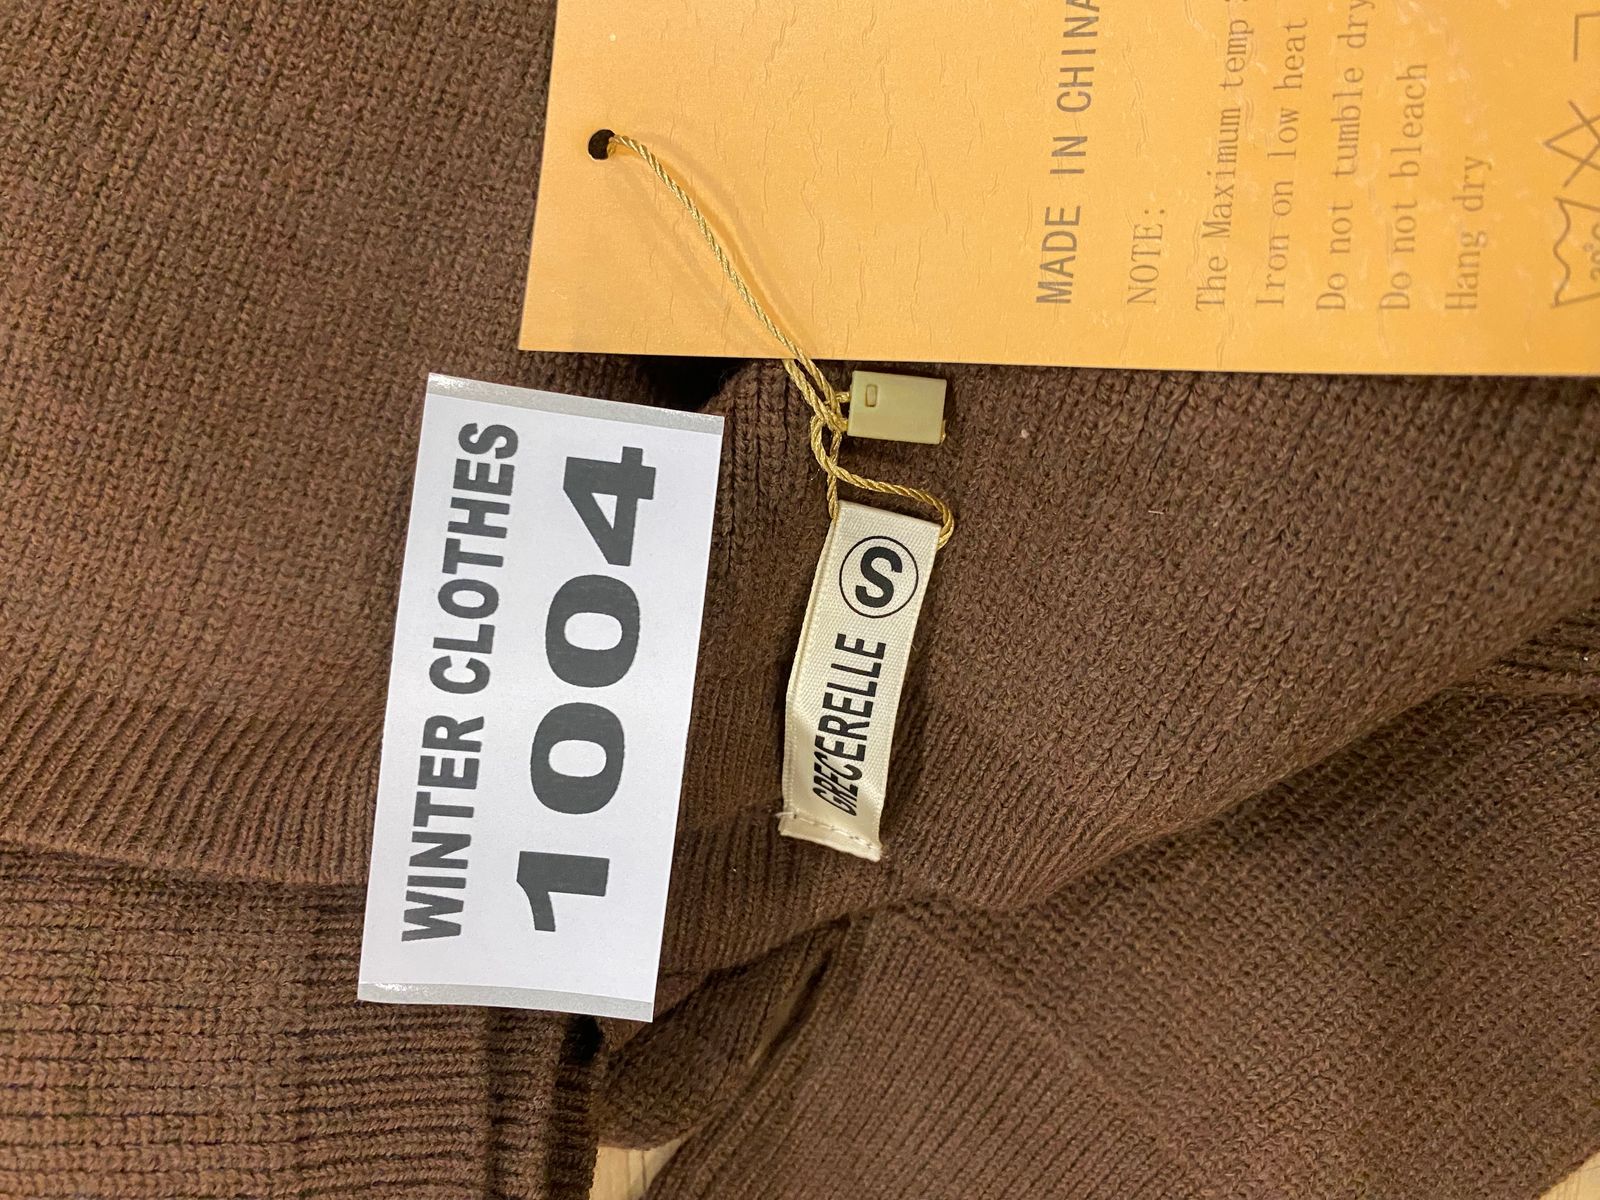 WINTER CLOTHES
1004
GRECERELLE S
MADE IN CHINA
NOTE:
The Maximum temp
Iron on low heat
Do not tumble dry
Do not bleach
Hang dry